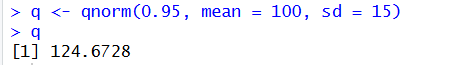 > q <- qnorm(0.95, mean = 100, sd = 15)
> q
[1] 124.6728